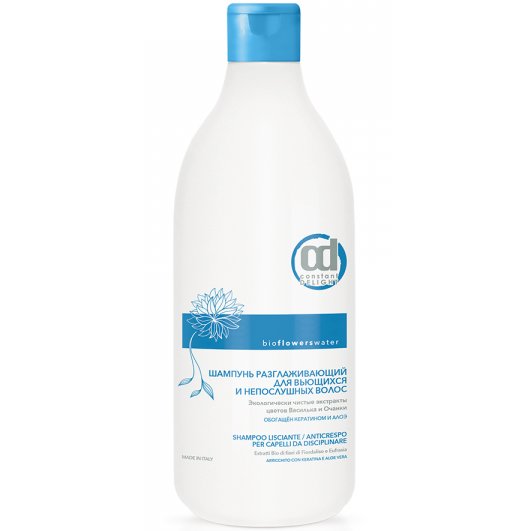 cd
constant
DELIGHT
bioflowerswater
ШАМПУНЬ РАЗГЛАЖИВАЮЩИЙ
ДЛЯ ВЬЮЩИХСЯ
И НЕПОСЛУШНЫХ ВОЛОС
Экологически чистые экстракты
цветов Василька и Очанки
ОБОГАЩЁН КЕРАТИНОМ И АЛОЭ
SHAMPOO LISCIANTE / ANTICRESPO
PER CAPELLI DA DISCIPLINARE
Estratti Bio di fiori di Fiordaliso e Eufrasia
ARRICCHITO CON KERATINA E ALOE VERA
MADE IN ITALY